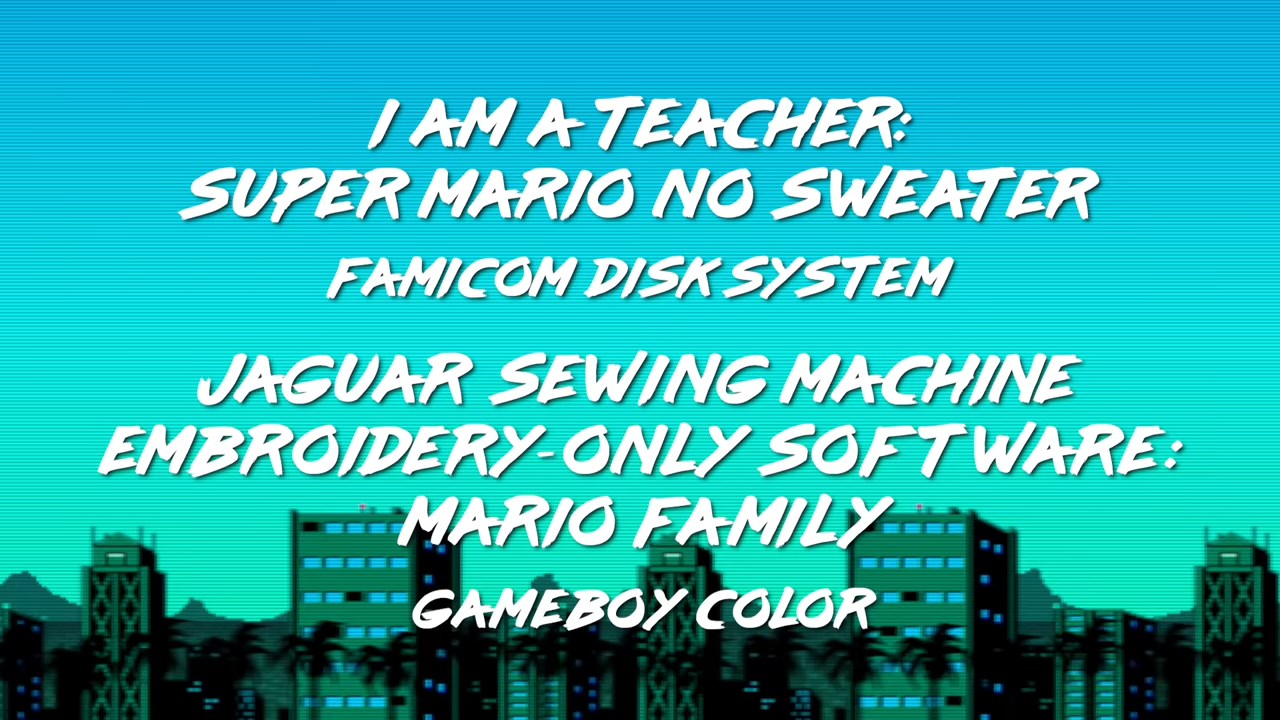 I AM A TEACHER:
SUPER MARIO NO SWEATER
FAMICOM DISK SYSTEM
JAGUAR SEWING MACHINE
EMBROIDERY-ONLY SOFTWARE:
MARIO FAMILY
GAMEBOY COLOR